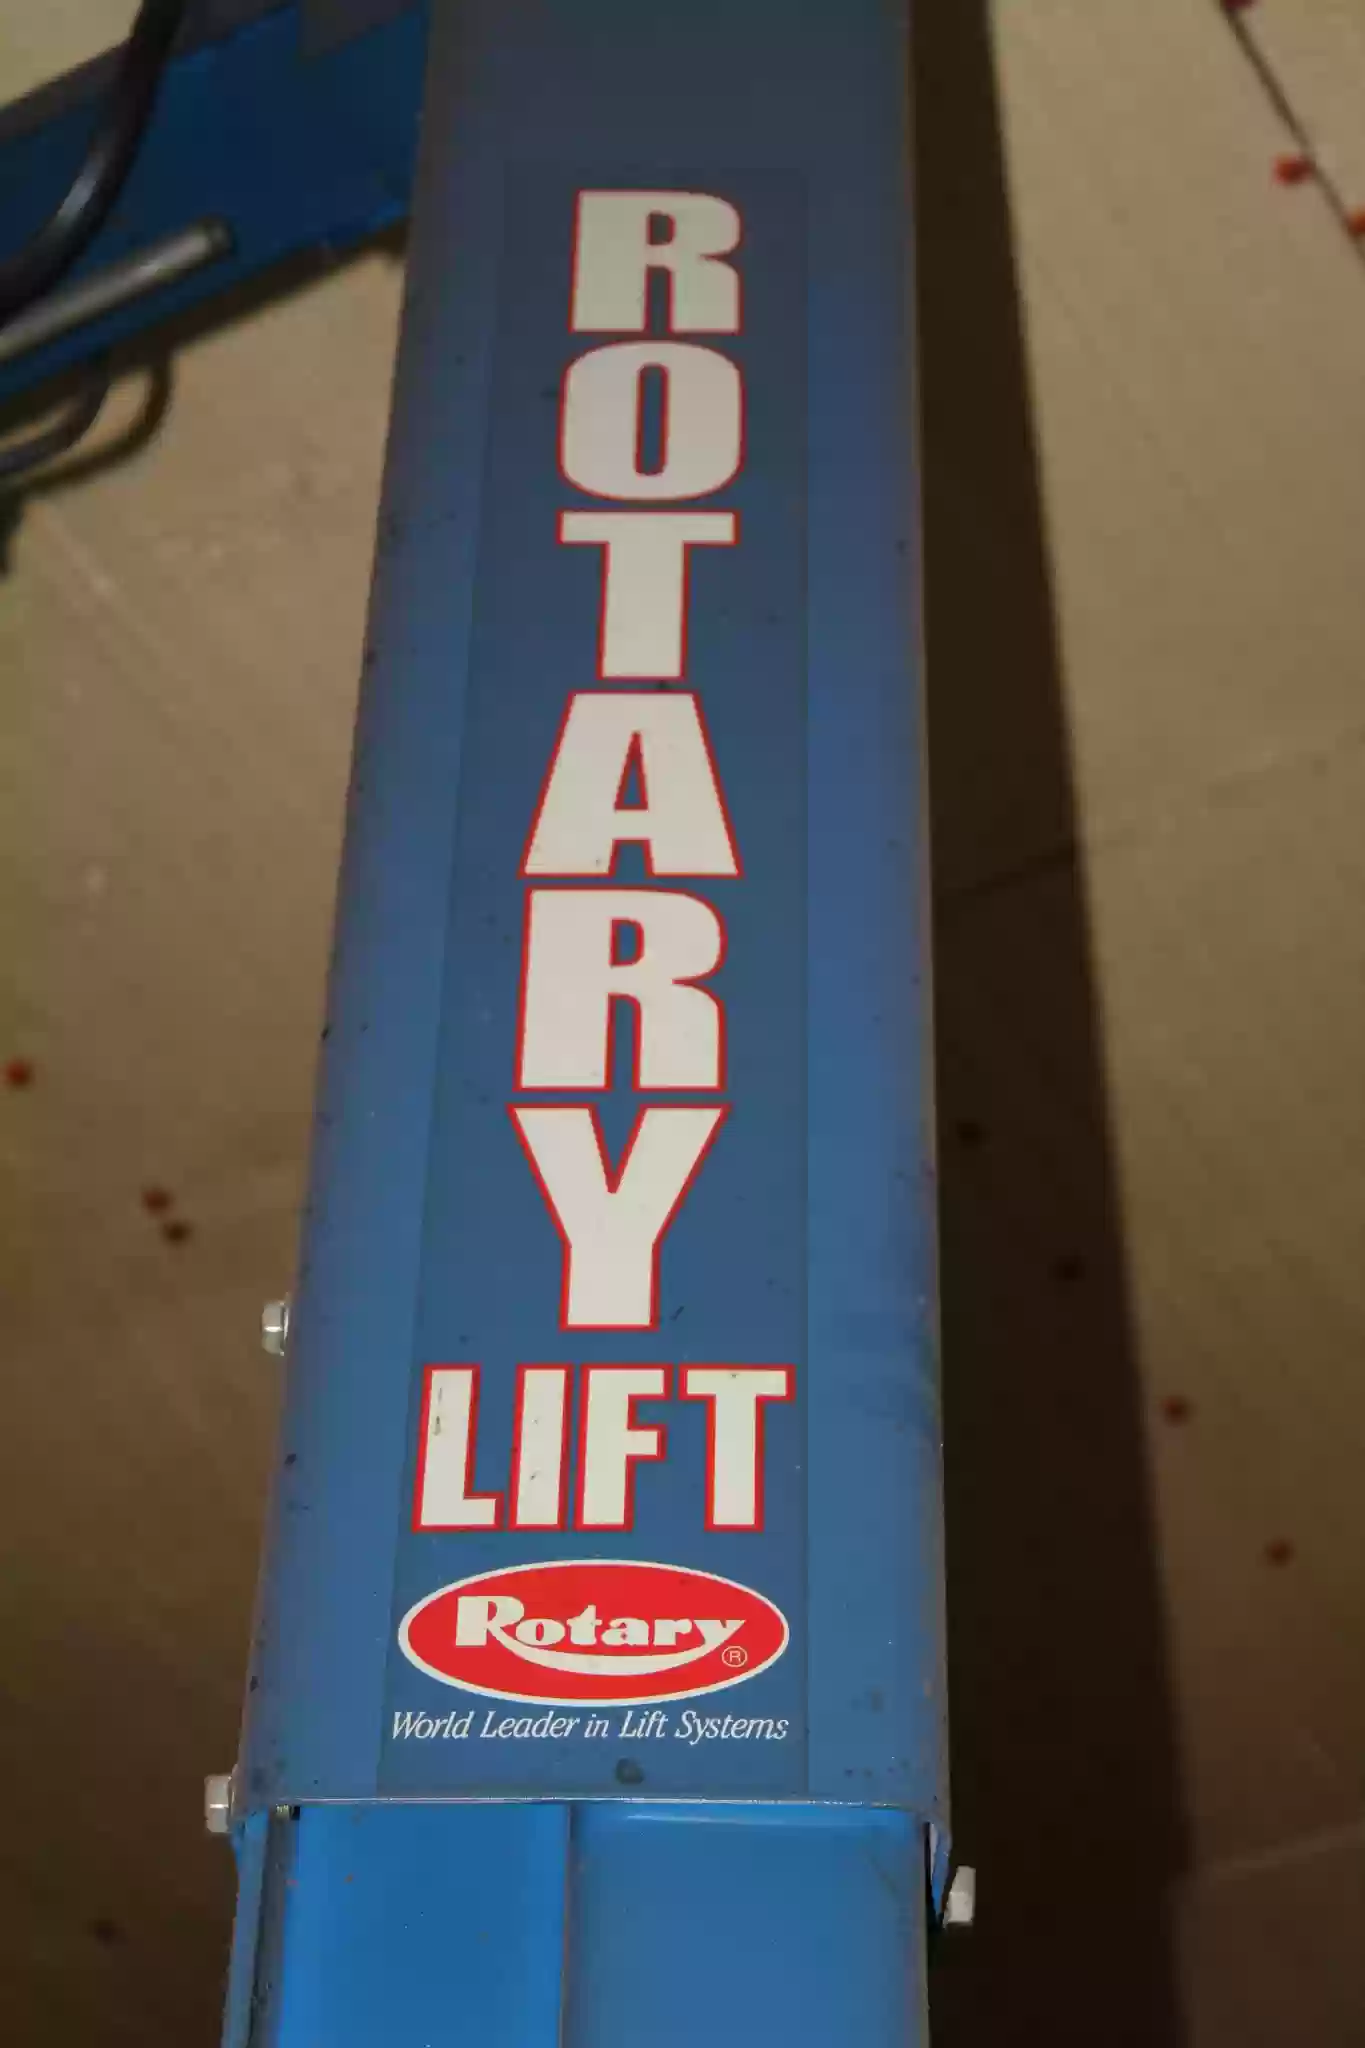 ROTARY
LIFT
Rotary®
World Leader in Lift Systems